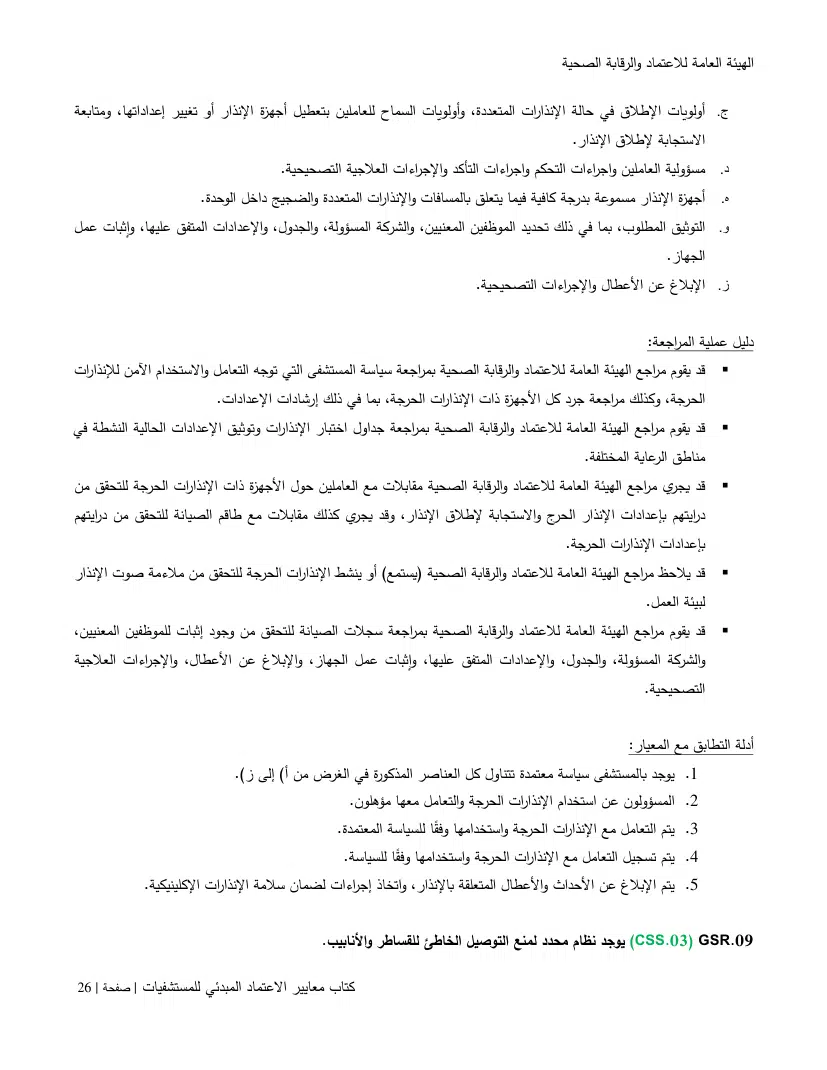 الهيئة العامة للاعتماد والرقابة الصحية
ج. أولويات الإطلاق في حالة الإنذارات المتعددة، وأولويات السماح للعاملين بتعطيل أجهزة الإنذار أو تغيير إعداداتها، ومتابعة
الاستجابة لإطلاق الإنذار.
د. مسؤولية العاملين واجراءات التحكم واجراءات التأكد والإجراءات العلاجية التصحيحية.
ه. أجهزة الإنذار مسموعة بدرجة كافية فيما يتعلق بالمسافات والإنذارات المتعددة والضجيج داخل الوحدة.
و. التوثيق المطلوب، بما في ذلك تحديد الموظفين المعنيين، والشركة المسؤولة، والجدول، والإعدادات المتفق عليها، وإثبات عمل
الجهاز.
ز. الإبلاغ عن الأعطال والإجراءات التصحيحية.
دليل عملية المراجعة:
▪ قد يقوم مراجع الهيئة العامة للاعتماد والرقابة الصحية بمراجعة سياسة المستشفى التي توجه التعامل والاستخدام الآمن للإنذارات
الحرجة، وكذلك مراجعة جرد كل الأجهزة ذات الإنذارات الحرجة، بما في ذلك إرشادات الإعدادات.
▪ قد يقوم مراجع الهيئة العامة للاعتماد والرقابة الصحية بمراجعة جداول اختبار الإنذارات وتوثيق الإعدادات الحالية النشطة في
مناطق الرعاية المختلفة.
▪ قد يجري مراجع الهيئة العامة للاعتماد والرقابة الصحية مقابلات مع العاملين حول الأجهزة ذات الإنذارات الحرجة للتحقق من
درايتهم بإعدادات الإنذار الحرج والاستجابة لإطلاق الإنذار، وقد يجري كذلك مقابلات مع طاقم الصيانة للتحقق من درايتهم
بإعدادات الإنذارات الحرجة.
▪ قد يلاحظ مراجع الهيئة العامة للاعتماد والرقابة الصحية (يستمع) أو ينشط الإنذارات الحرجة للتحقق من ملاءمة صوت الإنذار
لبيئة العمل.
▪ قد يقوم مراجع الهيئة العامة للاعتماد والرقابة الصحية بمراجعة سجلات الصيانة للتحقق من وجود إثبات للموظفين المعنيين،
والشركة المسؤولة، والجدول، والإعدادات المتفق عليها، وإثبات عمل الجهاز، والإبلاغ عن الأعطال، والإجراءات العلاجية
التصحيحية.
أدلة التطابق مع المعيار:
1. يوجد بالمستشفى سياسة معتمدة تتناول كل العناصر المذكورة في الغرض من أ) إلى ز).
2. المسؤولون عن استخدام الإنذارات الحرجة والتعامل معها مؤهلون.
3. يتم التعامل مع الإنذارات الحرجة واستخدامها وفقًا للسياسة المعتمدة.
4. يتم تسجيل التعامل مع الإنذارات الحرجة واستخدامها وفقًا للسياسة.
5. يتم الإبلاغ عن الأحداث والأعطال المتعلقة بالإنذار، واتخاذ إجراءات لضمان سلامة الإنذارات الإكلينيكية.
GSR.09 (CSS.03) يوجد نظام محدد لمنع التوصيل الخاطئ للقساطر والأنابيب.
كتاب معايير الاعتماد المبدئي للمستشفيات | صفحة | 26